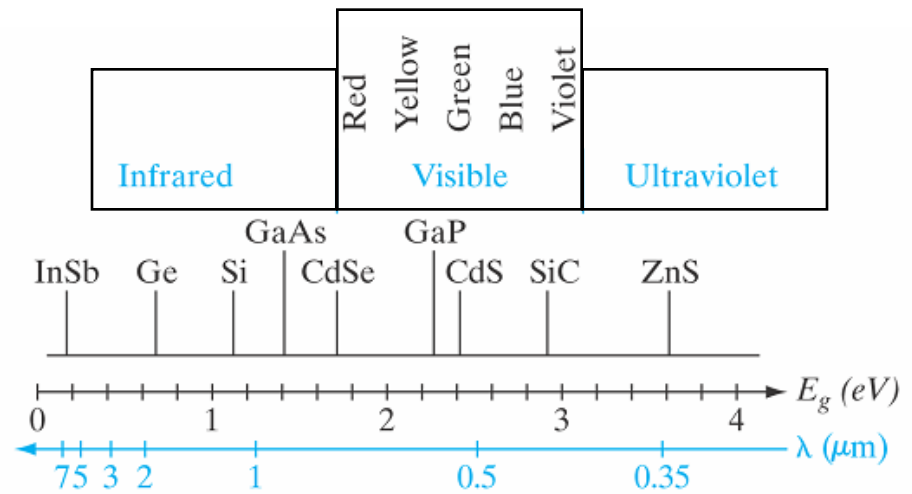 Red Yellow Green Blue Violet
Infrared Visible Ultraviolet
GaAs GaP
InSb Ge Si CdSe CdS SiC ZnS
E_g (eV)
0 1 2 3 4
λ (μm)
7 5 3 2 1 0.5 0.35